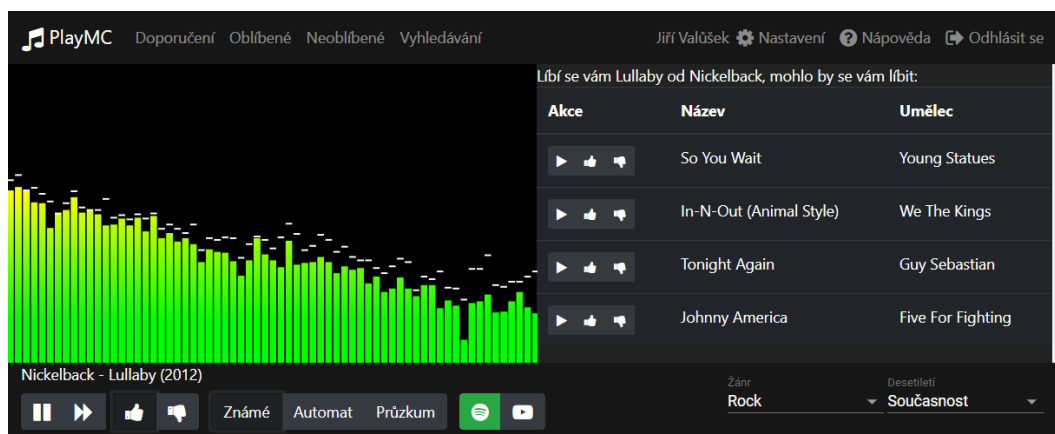 PlayMC Doporučení Oblíbené Neoblíbené Vyhledávání Jiří Valůšek Nastavení Nápověda Odhlásit se
Líbí se vám Lullaby od Nickelback, mohlo by se vám líbit:
Akce Název Umělec
So You Wait Young Statues
In-N-Out (Animal Style) We The Kings
Tonight Again Guy Sebastian
Johnny America Five For Fighting
Nickelback - Lullaby (2012)
Známé Automat Průzkum
Žánr Desetiletí
Rock Současnost